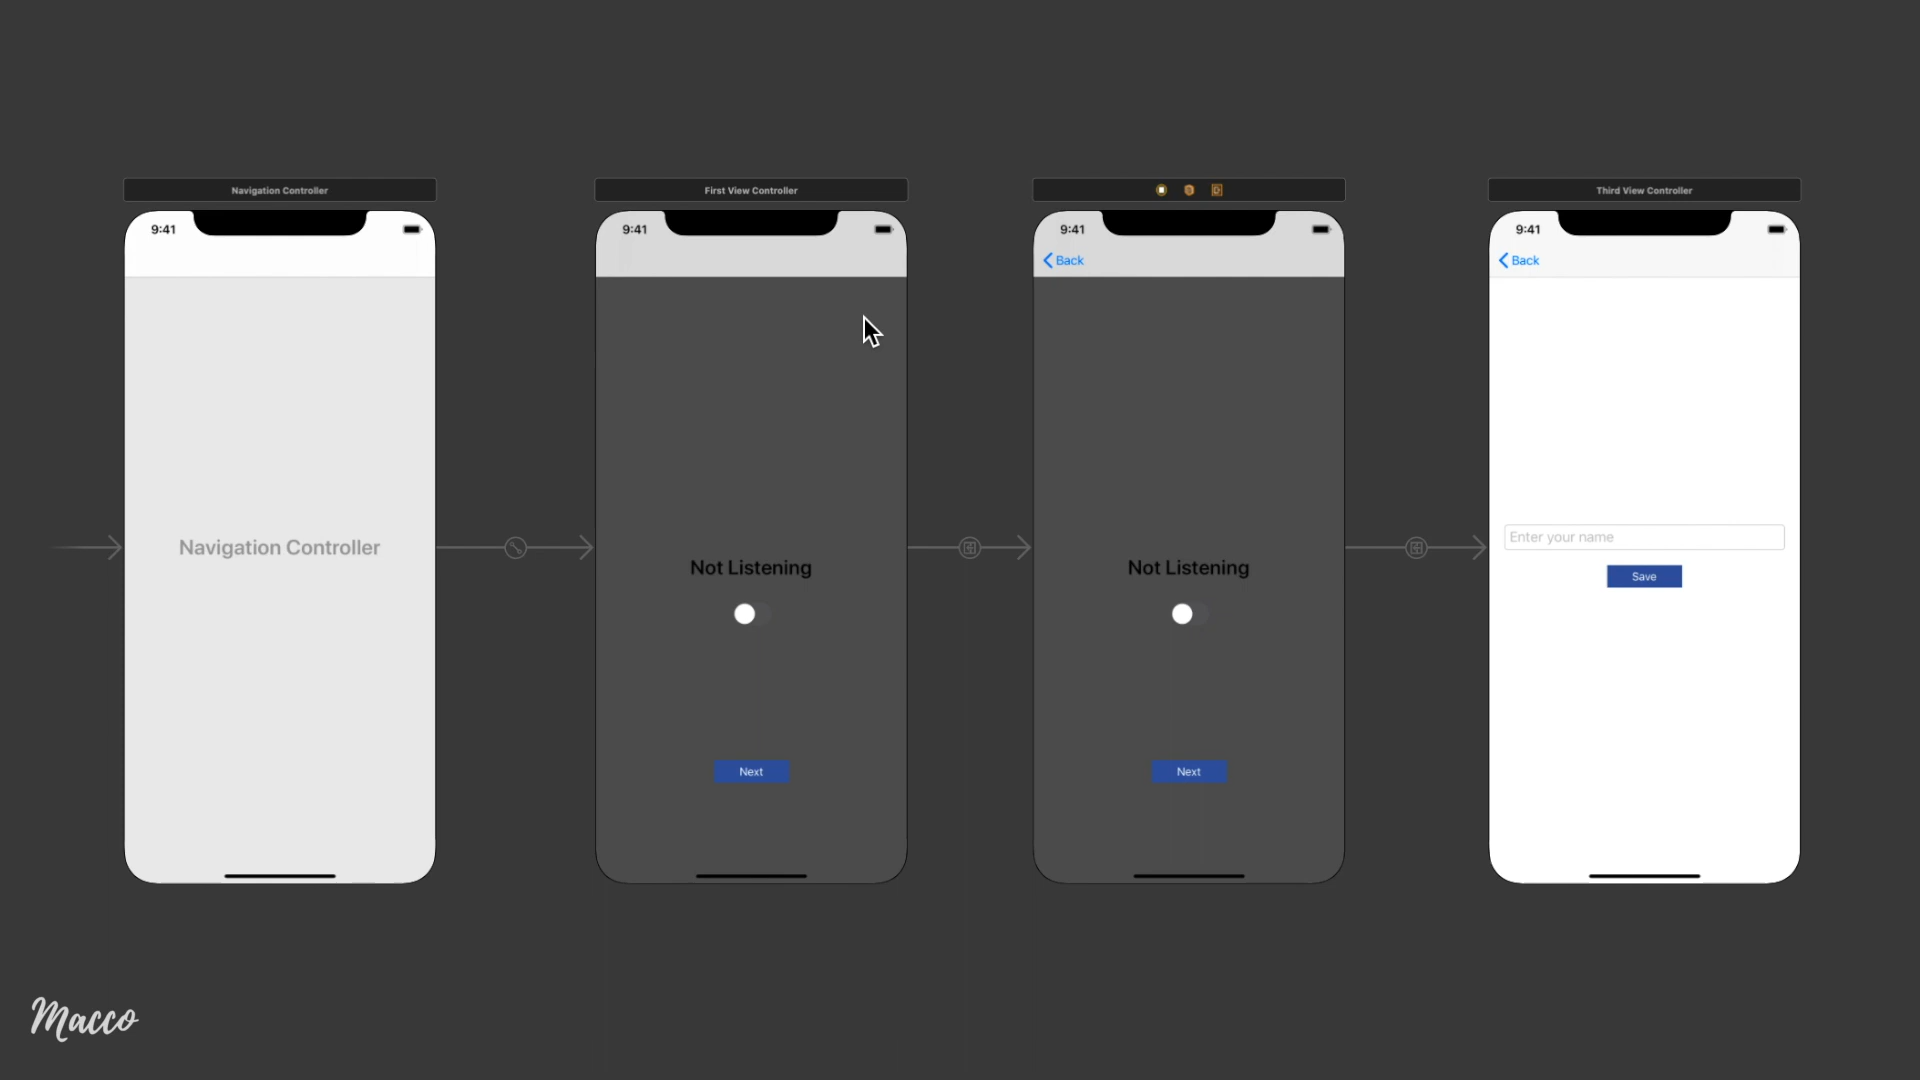 Navigation Controller
First View Controller
Third View Controller
9:41
9:41
9:41
9:41
Back
Back
Navigation Controller
Not Listening
Not Listening
Enter your name
Save
Next
Next
Macco